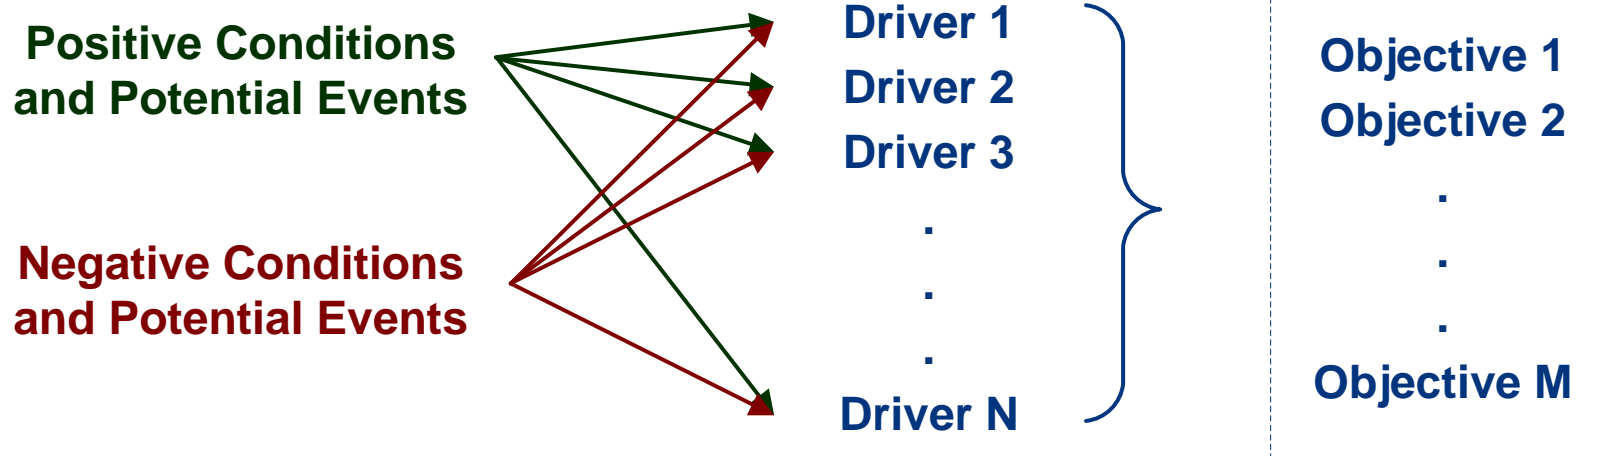 Positive Conditions
and Potential Events
Negative Conditions
and Potential Events
Driver 1
Driver 2
Driver 3
.
.
.
Driver N
Objective 1
Objective 2
.
.
.
Objective M